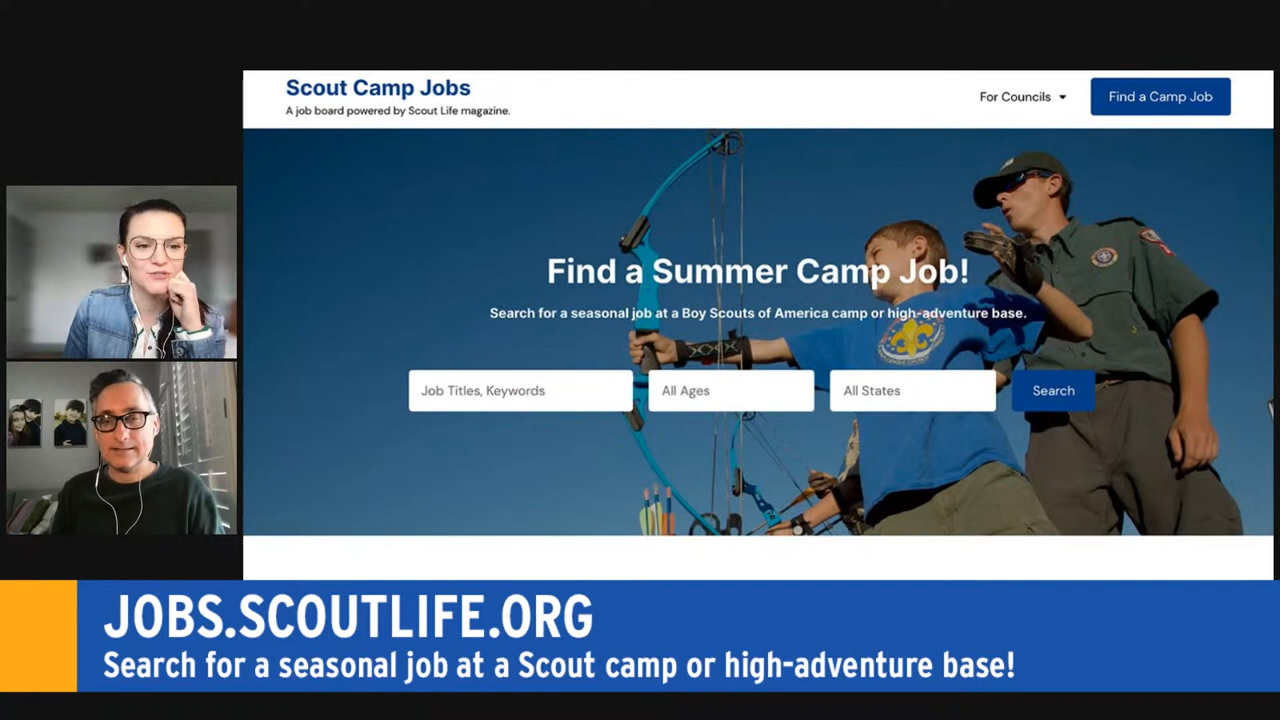 Scout Camp Jobs
A job board powered by Scout Life magazine.
For Councils
Find a Camp Job
Find a Summer Camp Job!
Search for a seasonal job at a Boy Scouts of America camp or high-adventure base.
Job Titles, Keywords
All Ages
All States
Search
JOBS.SCOUTLIFE.ORG
Search for a seasonal job at a Scout camp or high-adventure base!